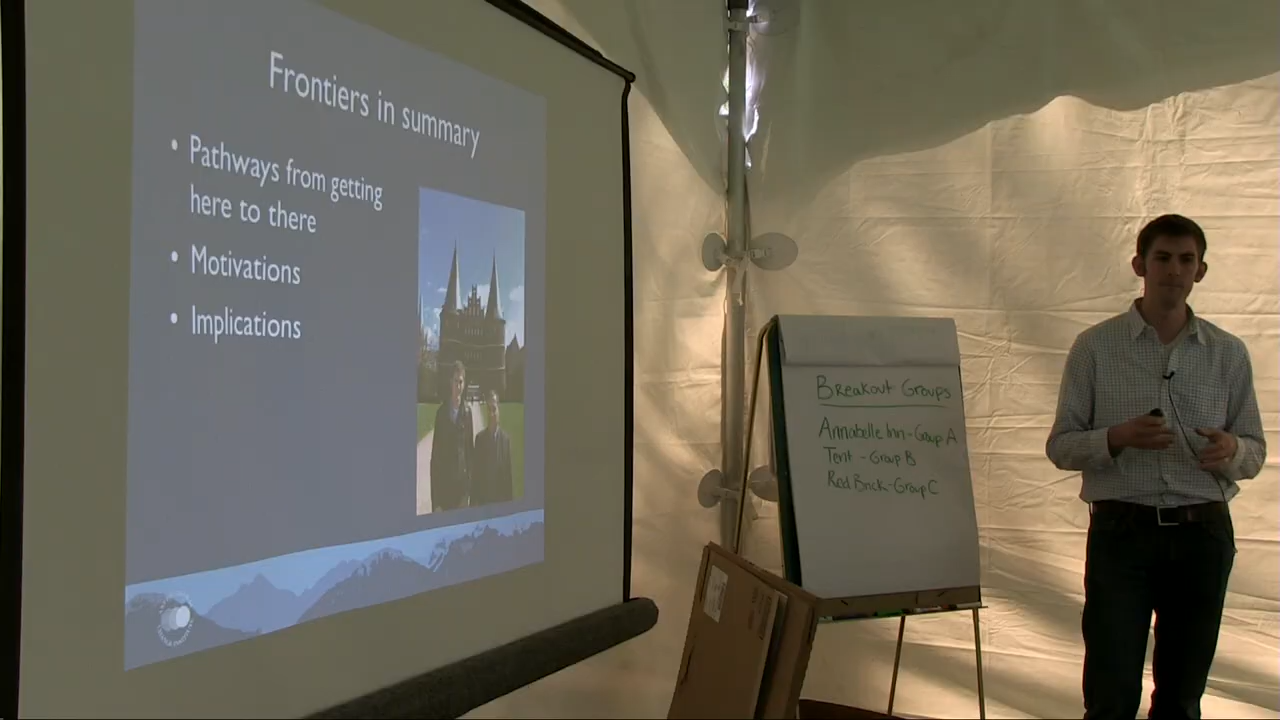 Frontiers in summary
• Pathways from getting
here to there
• Motivations
• Implications
Breakout Groups
Annabelle Inn - Group A
Tent - Group B
Red Brick - Group C